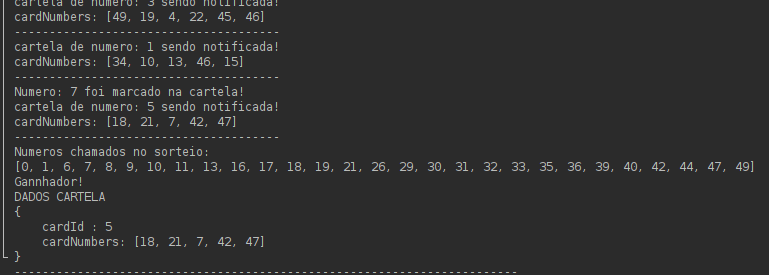 cartela de numero: 3 sendo notificada!
cardNumbers: [49, 19, 4, 22, 45, 46]
--------------------------------------
cartela de numero: 1 sendo notificada!
cardNumbers: [34, 10, 13, 46, 15]
--------------------------------------
Numero: 7 foi marcado na cartela!
cartela de numero: 5 sendo notificada!
cardNumbers: [18, 21, 7, 42, 47]
--------------------------------------
Numeros chamados no sorteio:
[0, 1, 6, 7, 8, 9, 10, 11, 13, 16, 17, 18, 19, 21, 26, 29, 30, 31, 32, 33, 35, 36, 39, 40, 42, 44, 47, 49]
Gannhador!
DADOS CARTELA
{
    cardId : 5
    cardNumbers: [18, 21, 7, 42, 47]
}
------------------------------------------------------------------------